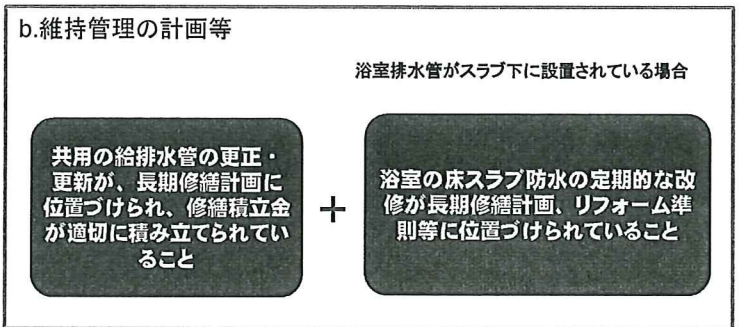 b.維持管理の計画等
浴室排水管がスラブ下に設置されている場合
共用の給排水管の更正・
更新が、長期修繕計画に
位置づけられ、修繕積立金
が適切に積み立てられてい
ること
+
浴室の床スラブ防水の定期的な改
修が長期修繕計画、リフォーム準
則等に位置づけられていること